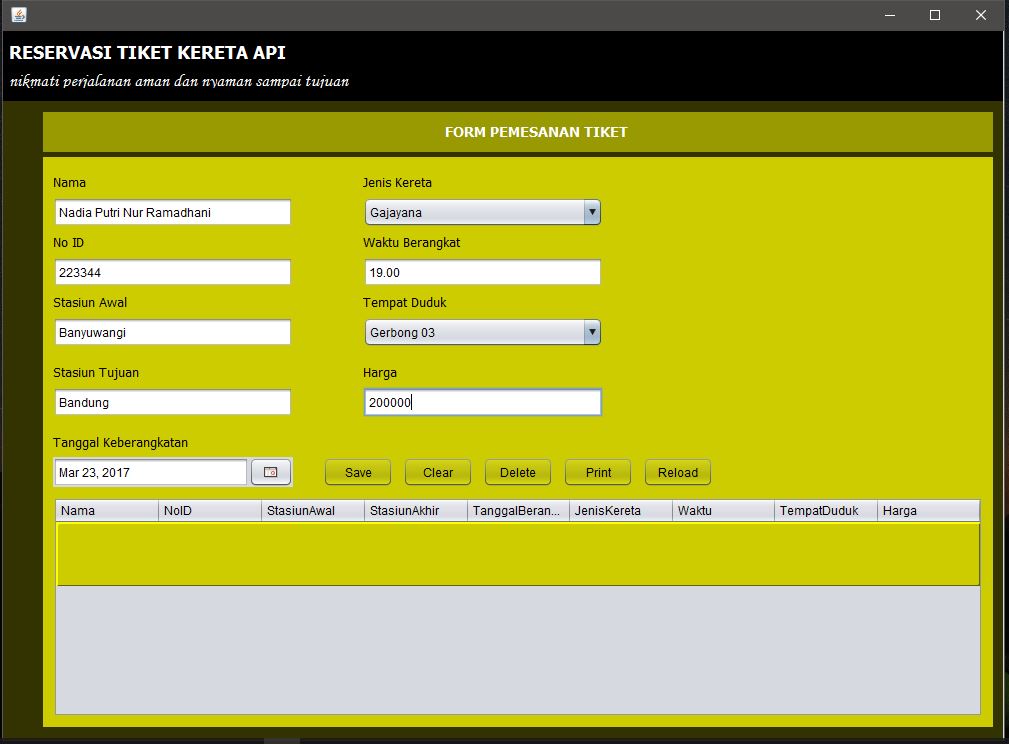 RESERVASI TIKET KERETA API
nikmati perjalanan aman dan nyaman sampai tujuan
FORM PEMESANAN TIKET
Nama
Nadia Putri Nur Ramadhani
No ID
223344
Stasiun Awal
Banyuwangi
Stasiun Tujuan
Bandung
Tanggal Keberangkatan
Mar 23, 2017
Jenis Kereta
Gajayana
Waktu Berangkat
19.00
Tempat Duduk
Gerbong 03
Harga
200000
Save Clear Delete Print Reload
Nama NoID StasiunAwal StasiunAkhir TanggalBeran... JenisKereta Waktu TempatDuduk Harga